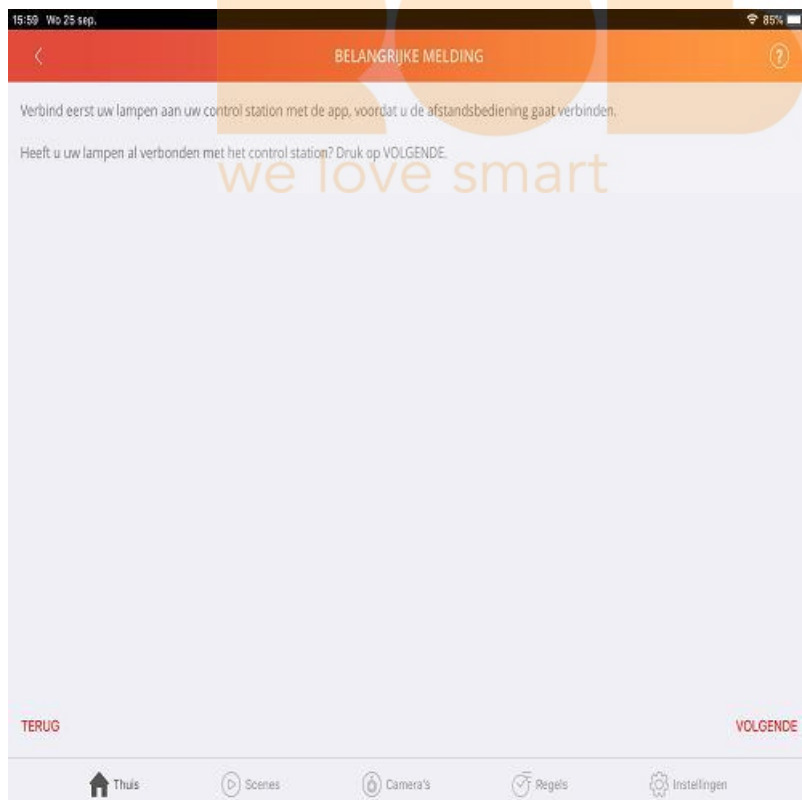 15:59 Wo 25 sep.
85%
BELANGRIJKE MELDING
?
Verbind eerst uw lampen aan uw control station met de app, voordat u de afstandsbediening gaat verbinden.
Heeft u uw lampen al verbonden met het control station? Druk op VOLGENDE.
we love smart
TERUG
VOLGENDE
Thuis
Scenes
Camera's
Regels
Instellingen